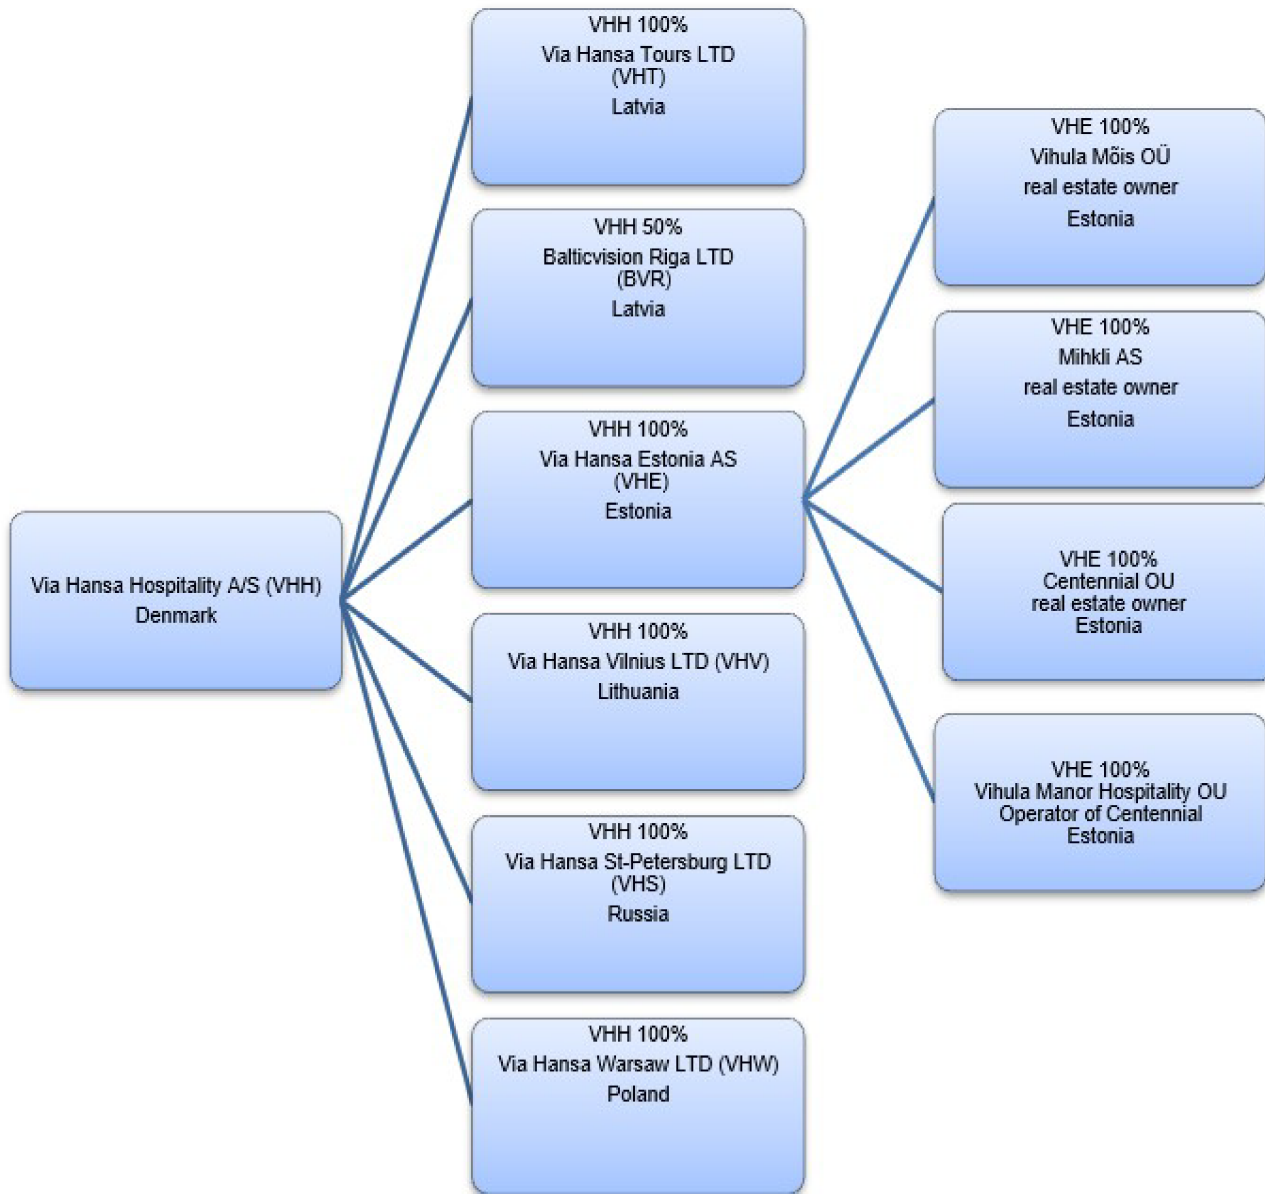 Via Hansa Hospitality A/S (VHH)
Denmark
VHH 100%
Via Hansa Tours LTD
(VHT)
Latvia
VHH 50%
Balticvision Riga LTD
(BVR)
Latvia
VHH 100%
Via Hansa Estonia AS
(VHE)
Estonia
VHH 100%
Via Hansa Vilnius LTD (VHV)
Lithuania
VHH 100%
Via Hansa St-Petersburg LTD
(VHS)
Russia
VHH 100%
Via Hansa Warsaw LTD (VHW)
Poland
VHE 100%
Vihula Mõis OÜ
real estate owner
Estonia
VHE 100%
Mihkli AS
real estate owner
Estonia
VHE 100%
Centennial OU
real estate owner
Estonia
VHE 100%
Vihula Manor Hospitality OU
Operator of Centennial
Estonia